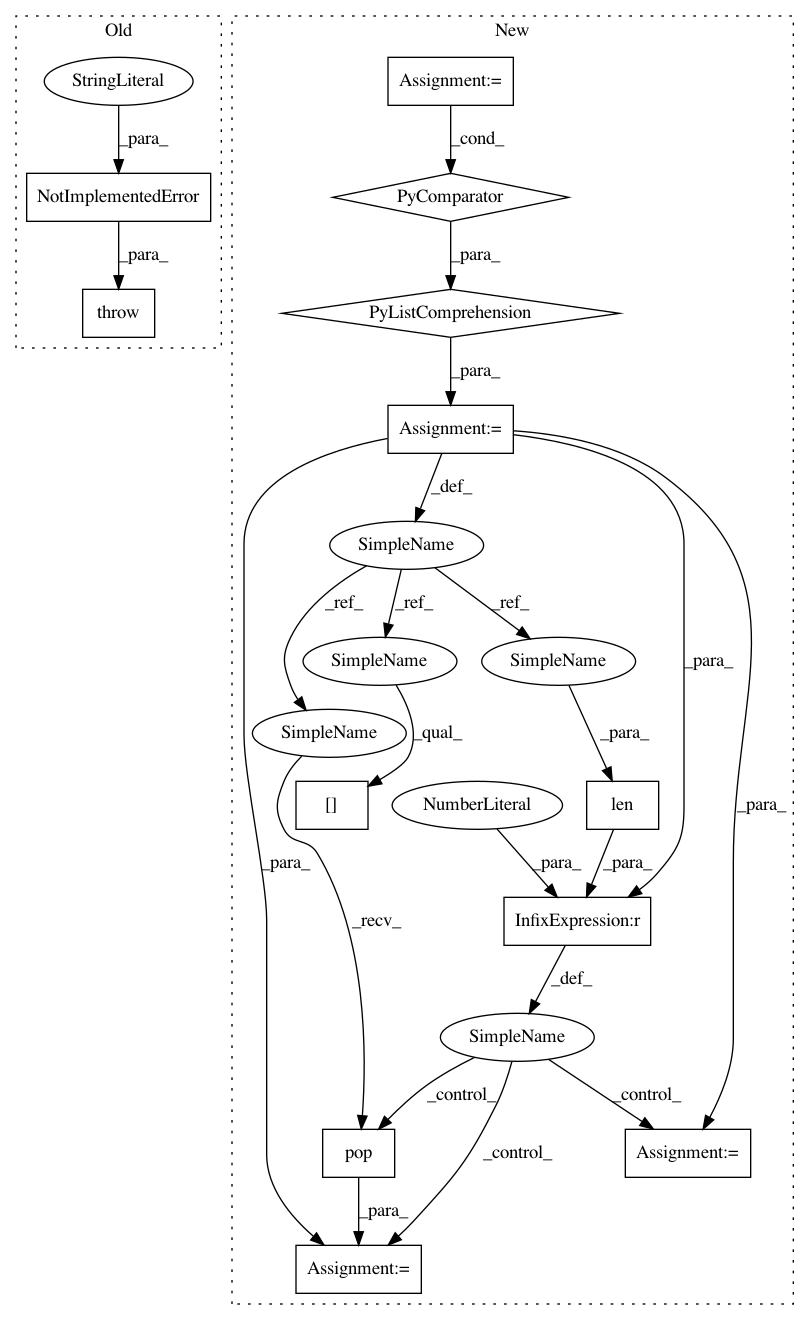 Old
New
StringLiteral
Assignment:=
_para_
_cond_
NotImplementedError
PyComparator
_para_
_para_
throw
PyListComprehension
_para_
Assignment:=
_def_
SimpleName
_ref_
_ref_
_ref_
SimpleName
SimpleName
_para_
SimpleName
_qual_
_para_
[]
NumberLiteral
len
_para_
_para_
_para_
_para_
InfixExpression:r
_recv_
_def_
SimpleName
_control_
_control_
pop
_control_
Assignment:=
_para_
Assignment:=